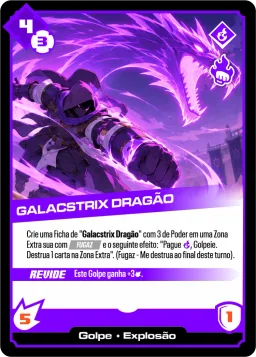 4
3
GALACSTRIX DRAGÃO
Crie uma Ficha de "Galacstrix Dragão" com 3 de Poder em uma Zona
Extra sua com FUGAZ e o seguinte efeito: "Pague , Golpeie.
Destrua 1 carta na Zona Extra". (Fugaz - Me destrua ao final deste turno).
REVIDE Este Golpe ganha +3
5
Golpe • Explosão
1